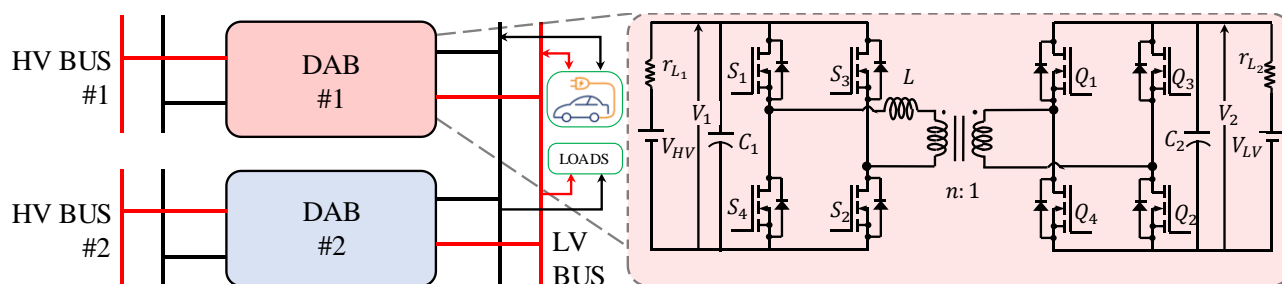 HV BUS
#1
DAB
#1
LOADS
HV BUS
#2
DAB
#2
LV
BUS
r_{L_1}
V_{HV}
V_1
C_1
S_1
S_3
S_4
S_2
L
n: 1
Q_1
Q_3
Q_4
Q_2
V_2
C_2
r_{L_2}
V_{LV}